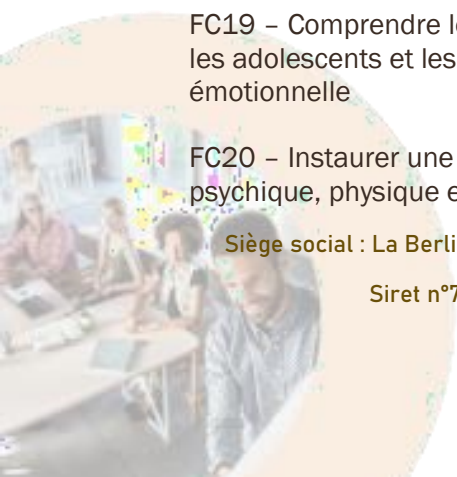 FC19 – Comprendre l
les adolescents et les
émotionnelle
FC20 – Instaurer une
psychique, physique e
Siège social : La Berli
Siret n°7